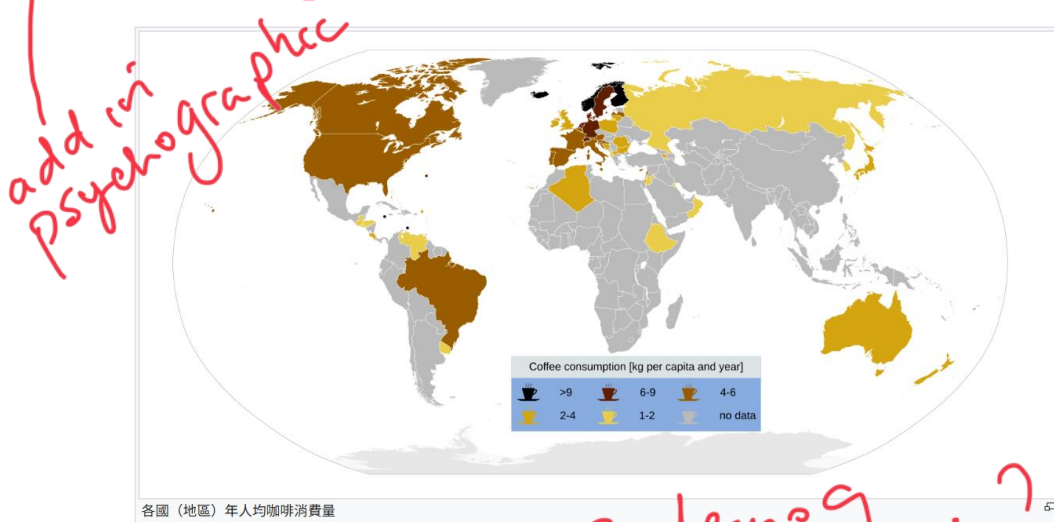 add in
psychographic
Coffee consumption [kg per capita and year]
>9 6-9 4-6
2-4 1-2 no data
各國（地區）年人均咖啡消費量
demog
?